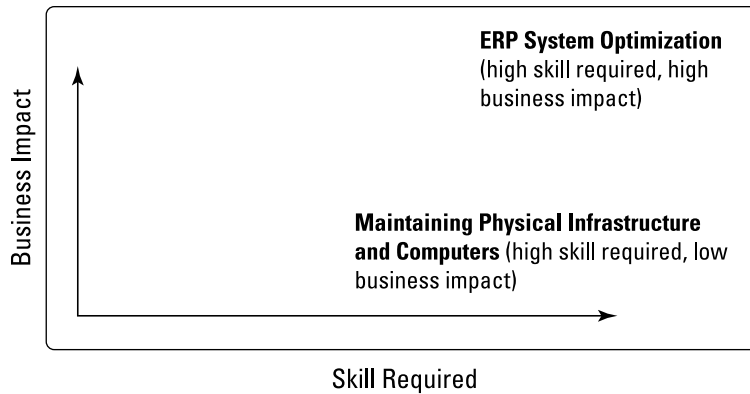 ERP System Optimization
(high skill required, high
business impact)
Business Impact
Maintaining Physical Infrastructure
and Computers (high skill required, low
business impact)
Skill Required